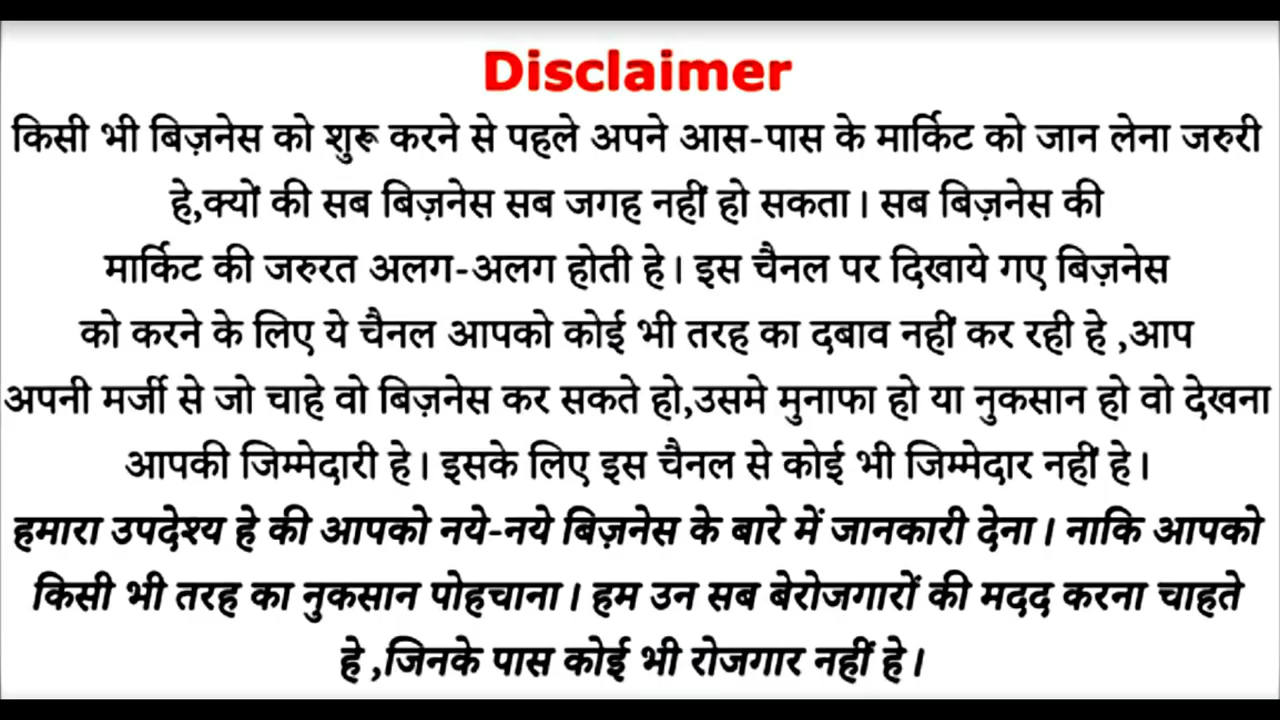 Disclaimer
किसी भी बिज़नेस को शुरू करने से पहले अपने आस-पास के मार्किट को जान लेना जरुरी
हे,क्यों की सब बिज़नेस सब जगह नहीं हो सकता। सब बिज़नेस की
मार्किट की जरुरत अलग-अलग होती हे। इस चैनल पर दिखाये गए बिज़नेस
को करने के लिए ये चैनल आपको कोई भी तरह का दबाव नहीं कर रही हे ,आप
अपनी मर्जी से जो चाहे वो बिज़नेस कर सकते हो,उसमे मुनाफा हो या नुकसान हो वो देखना
आपकी जिम्मेदारी हे। इसके लिए इस चैनल से कोई भी जिम्मेदार नहीं हे।
हमारा उपदेश्य हे की आपको नये-नये बिज़नेस के बारे में जानकारी देना। नाकि आपको
किसी भी तरह का नुकसान पोहचाना। हम उन सब बेरोजगारों की मदद करना चाहते
हे ,जिनके पास कोई भी रोजगार नहीं हे।